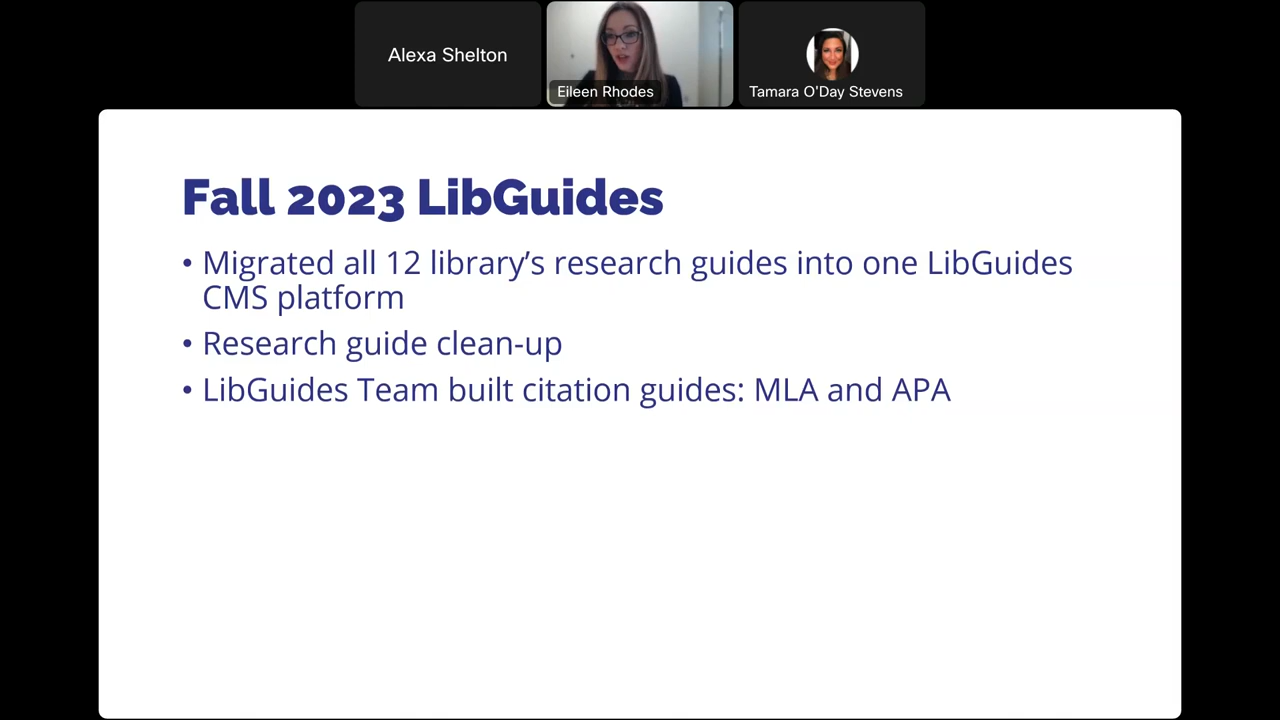 Alexa Shelton
Eileen Rhodes
Tamara O'Day Stevens
Fall 2023 LibGuides
• Migrated all 12 library’s research guides into one LibGuides
CMS platform
• Research guide clean-up
• LibGuides Team built citation guides: MLA and APA